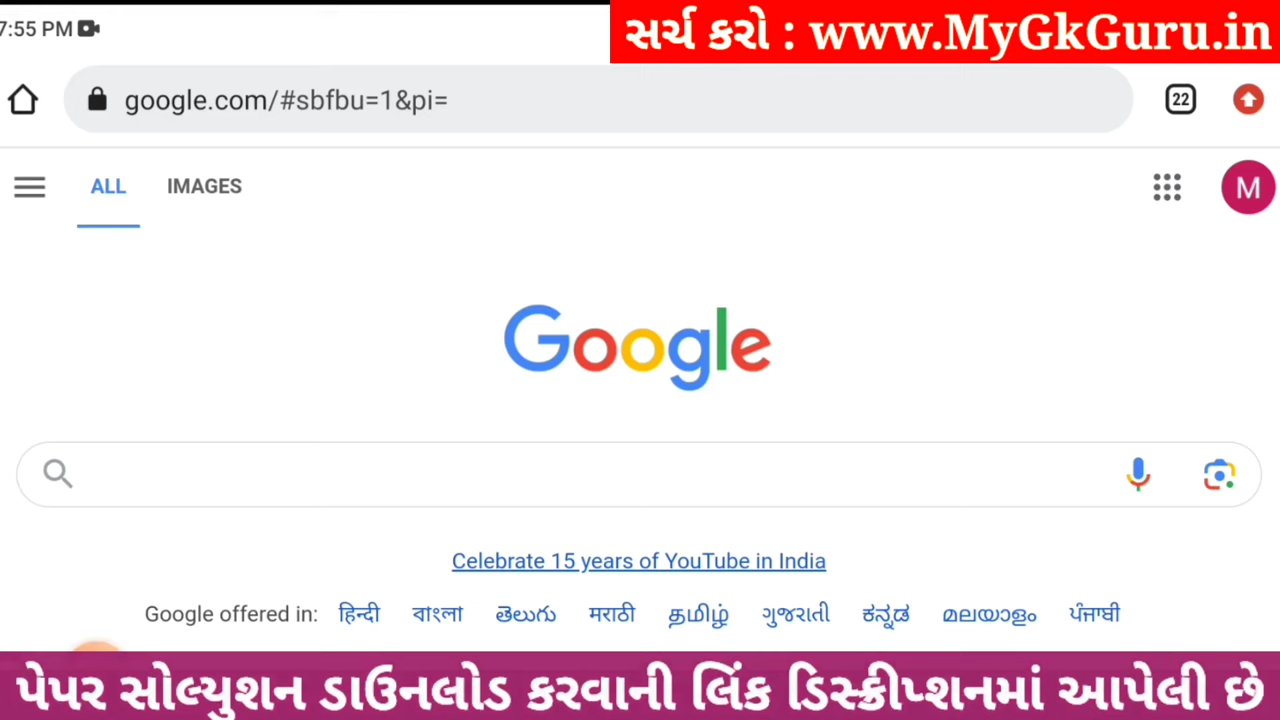 7:55 PM
સર્ચ કરો : www.MyGkGuru.in
google.com/#sbfbu=1&pi=
22
ALL IMAGES
M
Google
Celebrate 15 years of YouTube in India
Google offered in: हिन्दी বাংলা తెలుగు मराठी தமிழ் ગુજરાતી ಕನ್ನಡ മലയാളം ਪੰਜਾਬੀ
પેપર સોલ્યુશન ડાઉનલોડ કરવાની લિંક ડિસ્ક્રીપ્શનમાં આપેલી છે